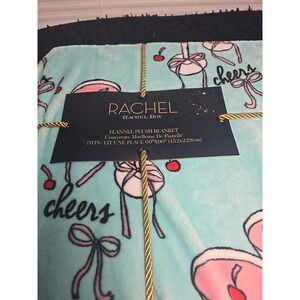 cheers
RACHEL
RACHEL ROY
FLANNEL PLUSH BLANKET
Couverture Moelleuse De Flanelle
TWIN/LIT UNE PLACE 60"X90" (152x228cm)
cheers